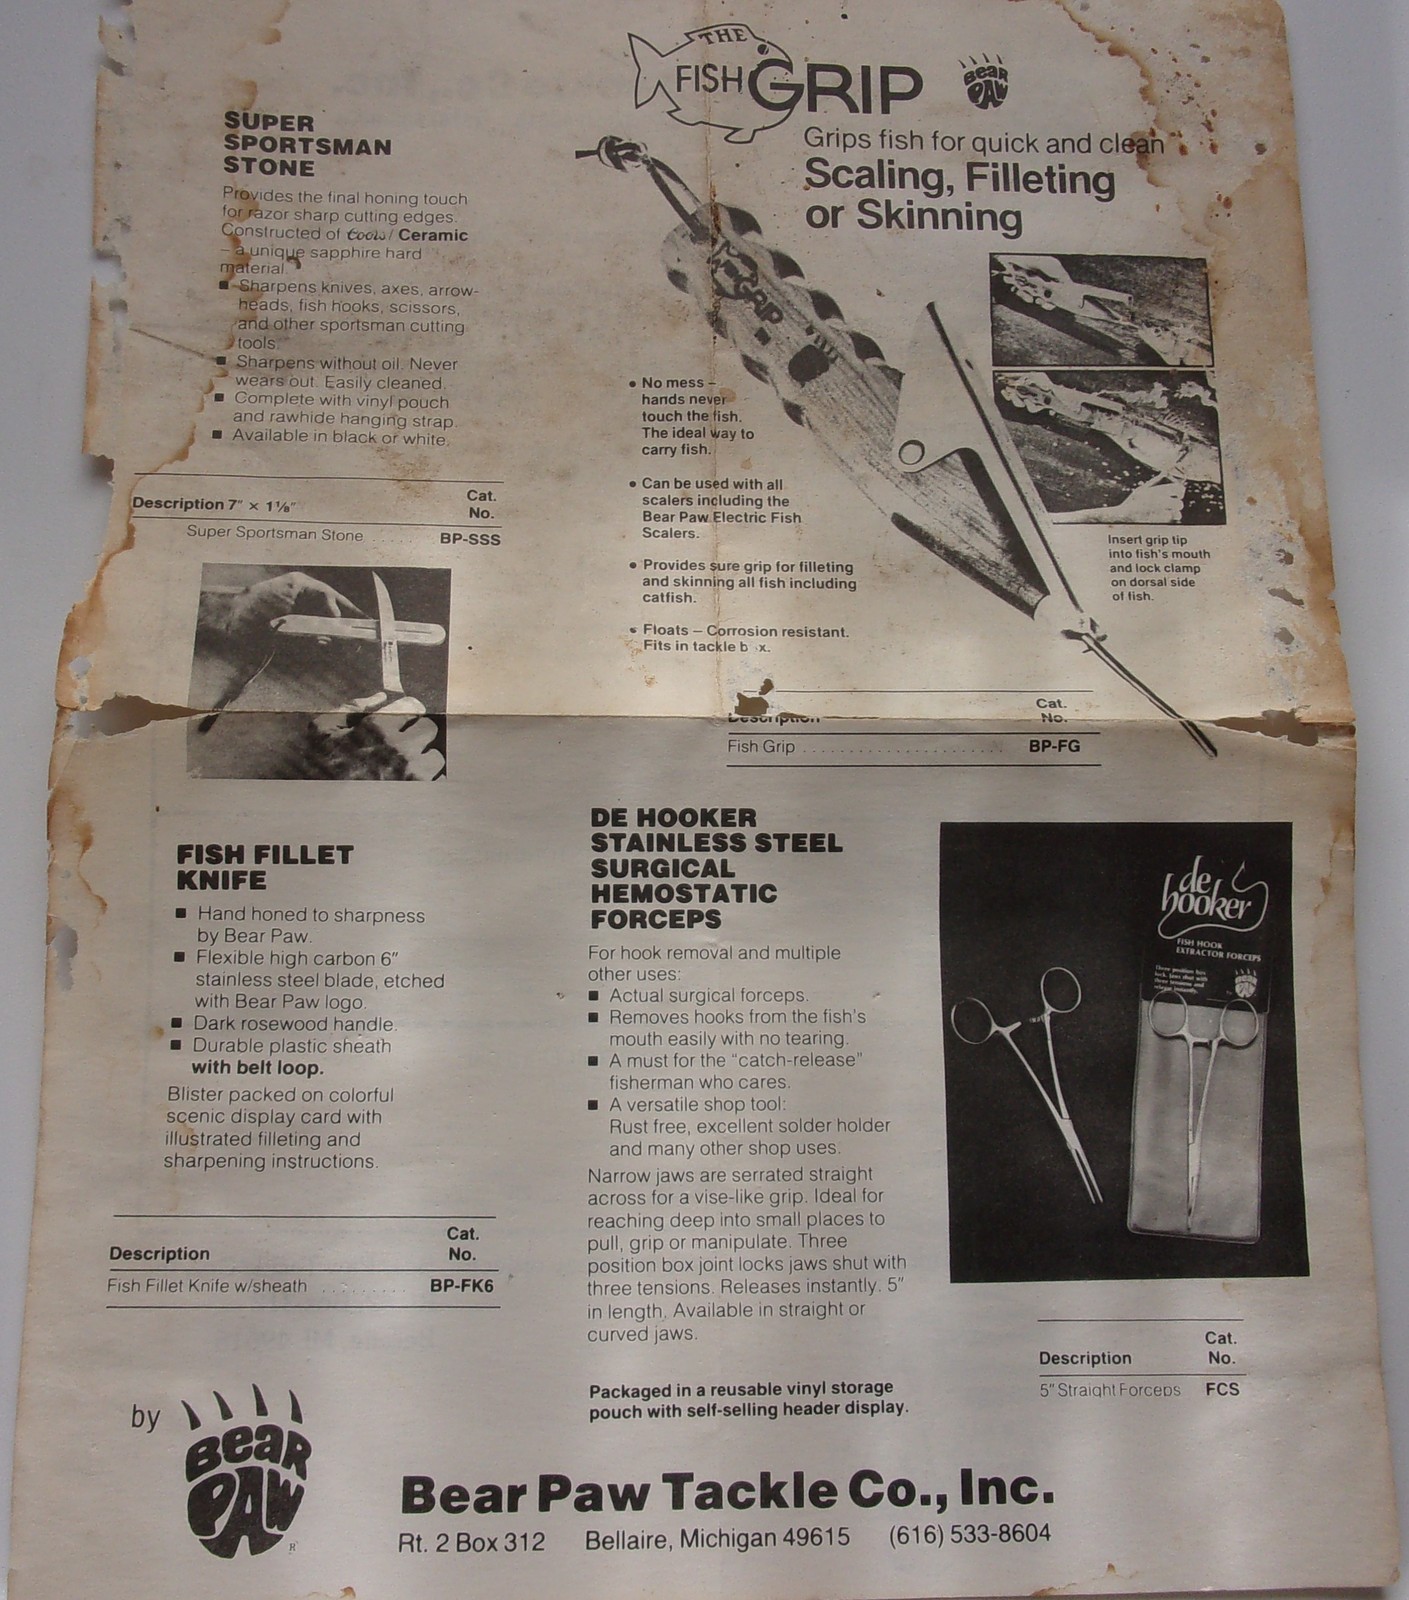 THE
FISH GRIP
BEAR
PAW
Grips fish for quick and clean
Scaling, Filleting
or Skinning
SUPER
SPORTSMAN
STONE
Provides the final honing touch
for razor sharp cutting edges.
Constructed of Coors/ Ceramic
– a unique sapphire hard
material.
■ Sharpens knives, axes, arrow-
heads, fish hooks, scissors,
and other sportsman cutting
tools.
■ Sharpens without oil. Never
wears out. Easily cleaned.
■ Complete with vinyl pouch
and rawhide hanging strap.
■ Available in black or white.
Description 7" × 1⅛" Cat. No.
Super Sportsman Stone ...... BP-SSS
GRIP
• No mess –
hands never
touch the fish.
The ideal way to
carry fish.
• Can be used with all
scalers including the
Bear Paw Electric Fish
Scalers.
• Provides sure grip for filleting
and skinning all fish including
catfish.
• Floats – Corrosion resistant.
Fits in tackle b x.
Insert grip tip
into fish's mouth
and lock clamp
on dorsal side
of fish.
Description Cat. No.
Fish Grip ...................... BP-FG
FISH FILLET
KNIFE
■ Hand honed to sharpness
by Bear Paw.
■ Flexible high carbon 6"
stainless steel blade, etched
with Bear Paw logo.
■ Dark rosewood handle.
■ Durable plastic sheath
with belt loop.
Blister packed on colorful
scenic display card with
illustrated filleting and
sharpening instructions.
Description Cat. No.
Fish Fillet Knife w/sheath ......... BP-FK6
DE HOOKER
STAINLESS STEEL
SURGICAL
HEMOSTATIC
FORCEPS
For hook removal and multiple
other uses:
■ Actual surgical forceps.
■ Removes hooks from the fish's
mouth easily with no tearing.
■ A must for the "catch-release"
fisherman who cares.
■ A versatile shop tool:
Rust free, excellent solder holder
and many other shop uses.
Narrow jaws are serrated straight
across for a vise-like grip. Ideal for
reaching deep into small places to
pull, grip or manipulate. Three
position box joint locks jaws shut with
three tensions. Releases instantly. 5"
in length. Available in straight or
curved jaws.
Packaged in a reusable vinyl storage
pouch with self-selling header display.
de
hooker
FISH HOOK
EXTRACTOR FORCEPS
Three position box
lock. Jaws shut with
three tensions and
release instantly.
Description Cat. No.
5" Straight Forceps FCS
by
BEAR
PAW
R
Bear Paw Tackle Co., Inc.
Rt. 2 Box 312 Bellaire, Michigan 49615 (616) 533-8604